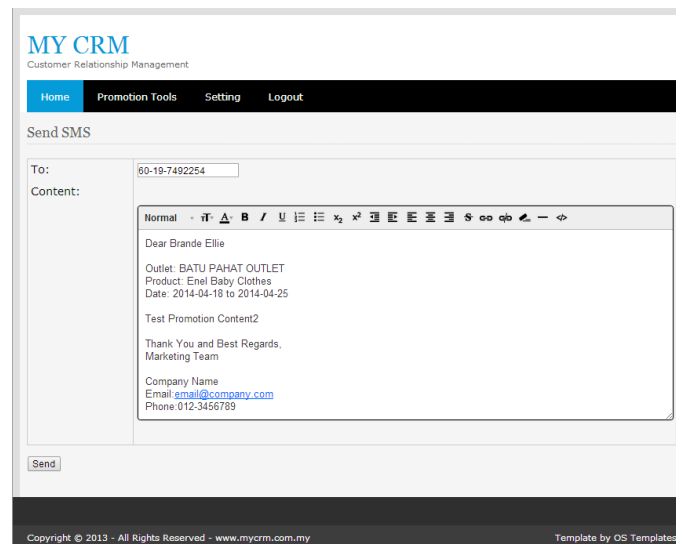 MY CRM
Customer Relationship Management
Home Promotion Tools Setting Logout
Send SMS
To: 60-19-7492254
Content:
Normal
Dear Brande Ellie
Outlet: BATU PAHAT OUTLET
Product: Enel Baby Clothes
Date: 2014-04-18 to 2014-04-25
Test Promotion Content2
Thank You and Best Regards,
Marketing Team
Company Name
Email:email@company.com
Phone:012-3456789
Send
Copyright © 2013 - All Rights Reserved - www.mycrm.com.my Template by OS Templates